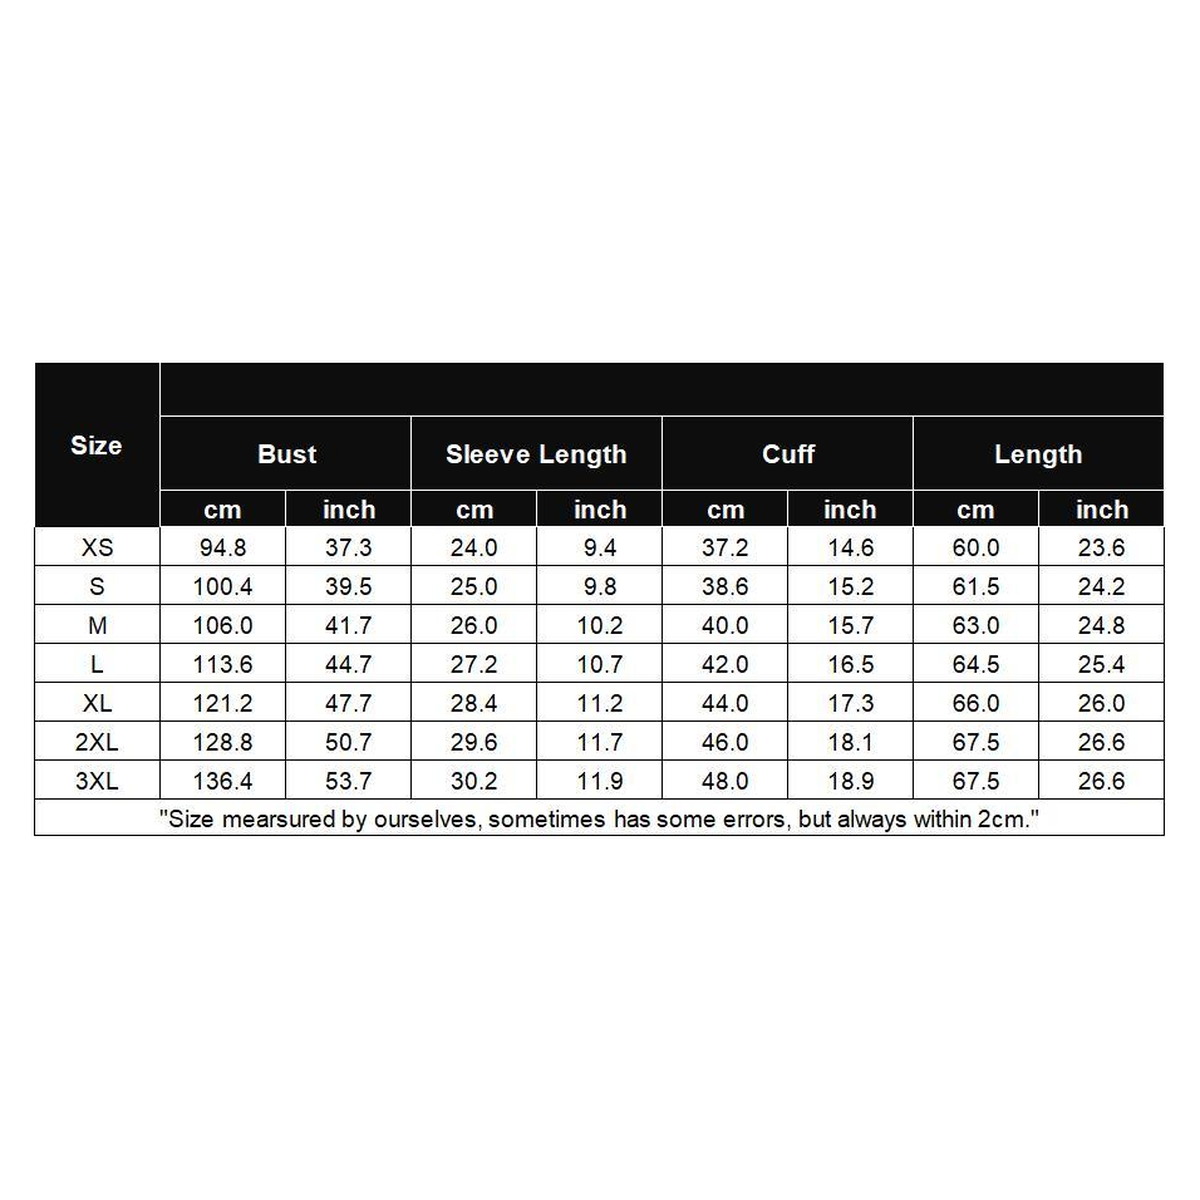 Size
Bust Sleeve Length Cuff Length
cm inch cm inch cm inch cm inch
XS 94.8 37.3 24.0 9.4 37.2 14.6 60.0 23.6
S 100.4 39.5 25.0 9.8 38.6 15.2 61.5 24.2
M 106.0 41.7 26.0 10.2 40.0 15.7 63.0 24.8
L 113.6 44.7 27.2 10.7 42.0 16.5 64.5 25.4
XL 121.2 47.7 28.4 11.2 44.0 17.3 66.0 26.0
2XL 128.8 50.7 29.6 11.7 46.0 18.1 67.5 26.6
3XL 136.4 53.7 30.2 11.9 48.0 18.9 67.5 26.6
"Size mearsured by ourselves, sometimes has some errors, but always within 2cm."